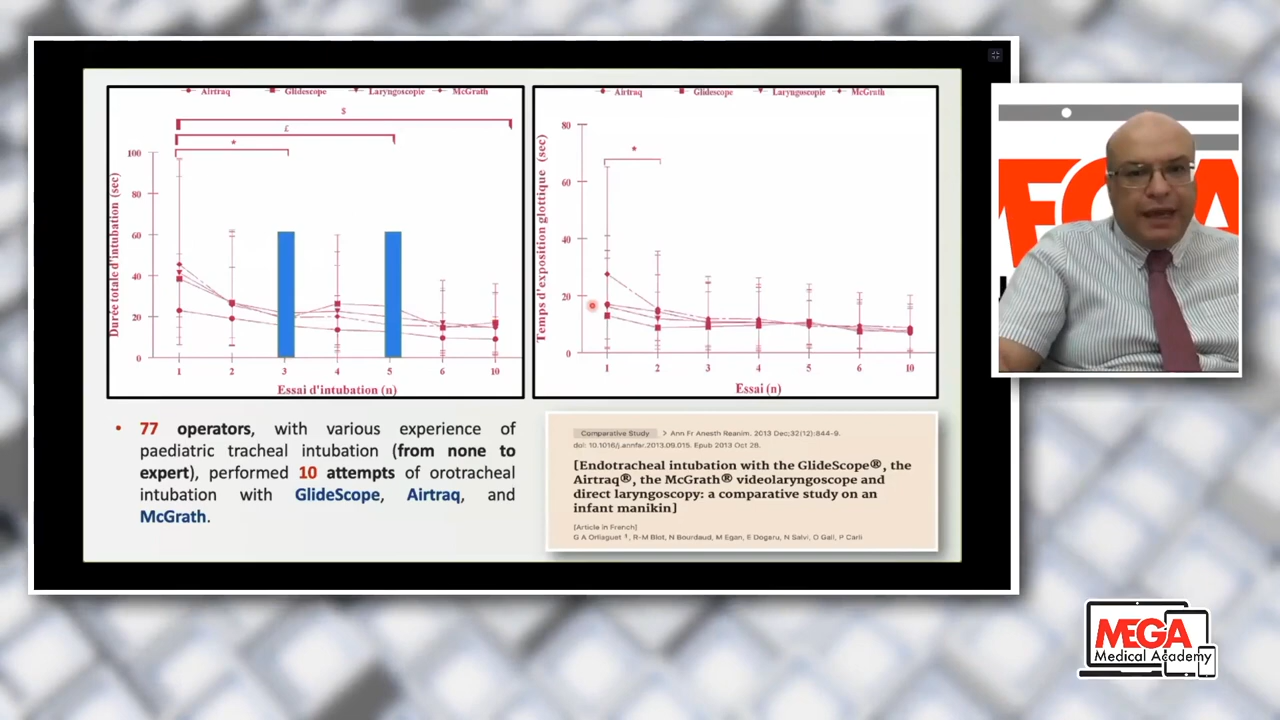 Airtraq Glidescope Laryngoscopie McGrath
$
£
*
100
80
60
40
20
0
Durée totale d'intubation (sec)
1 2 3 4 5 6 10
Essai d'intubation (n)
Airtraq Glidescope Laryngoscopie McGrath
*
80
60
40
20
0
Temps d'exposition glottique (sec)
1 2 3 4 5 6 10
Essai (n)
• 77 operators, with various experience of
paediatric tracheal intubation (from none to
expert), performed 10 attempts of orotracheal
intubation with GlideScope, Airtraq, and
McGrath.
Comparative Study > Ann Fr Anesth Reanim. 2013 Dec;32(12):844-9.
doi: 10.1016/j.annfar.2013.09.015. Epub 2013 Oct 28.
[Endotracheal intubation with the GlideScope®, the
Airtraq®, the McGrath® videolaryngoscope and
direct laryngoscopy: a comparative study on an
infant manikin]
[Article in French]
G A Orliaguet 1, R-M Blot, N Bourdaud, M Egan, E Dogaru, N Salvi, D Gall, P Carli
MEGA
Medical Academy